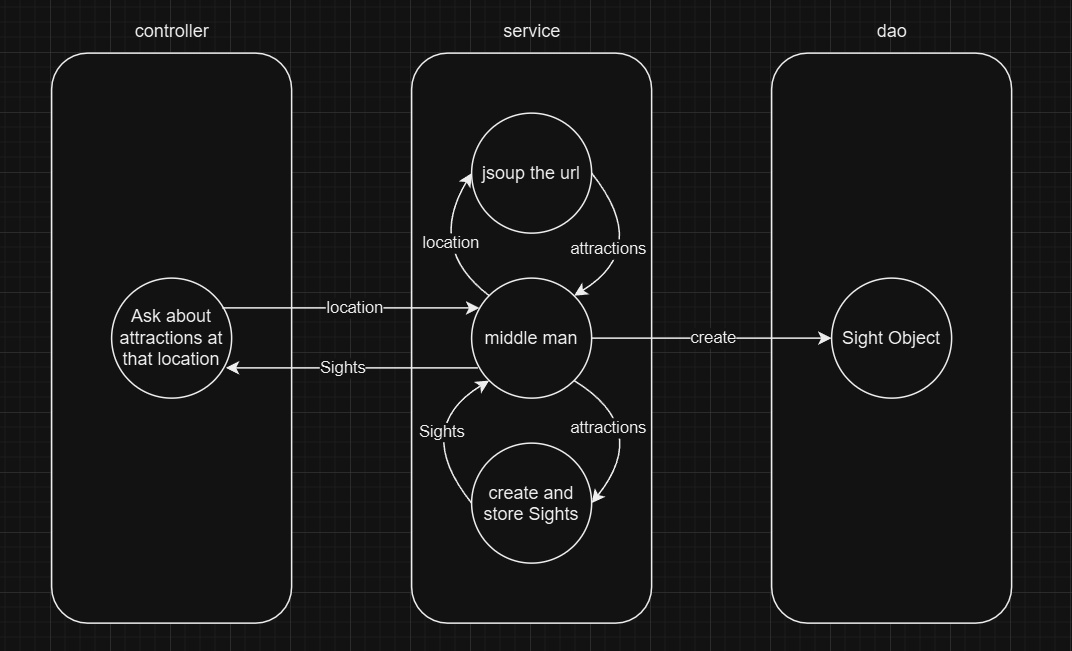 controller
service
dao
jsoup the url
location
attractions
Ask about
attractions at
that location
location
middle man
create
Sight Object
Sights
Sights
attractions
create and
store Sights